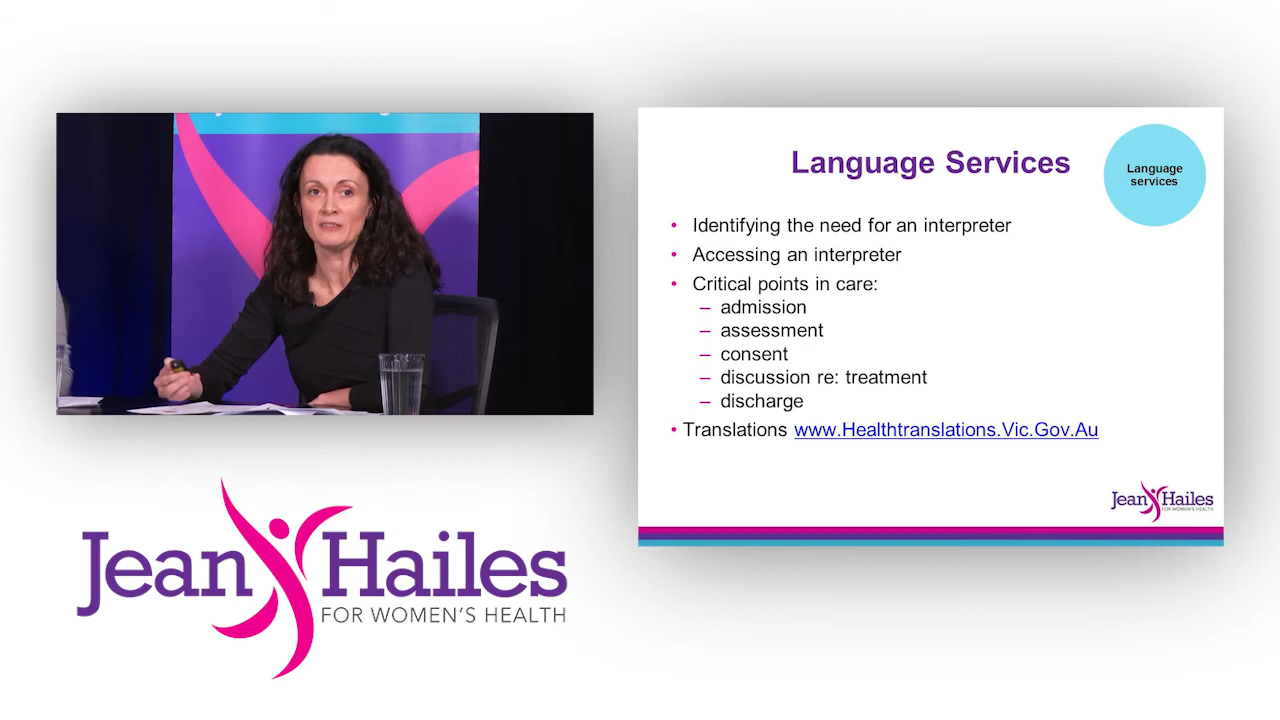 Language Services
Language
services
• Identifying the need for an interpreter
• Accessing an interpreter
• Critical points in care:
– admission
– assessment
– consent
– discussion re: treatment
– discharge
• Translations www.Healthtranslations.Vic.Gov.Au
Jean Hailes
FOR WOMEN'S HEALTH
Jean Hailes
FOR WOMEN'S HEALTH